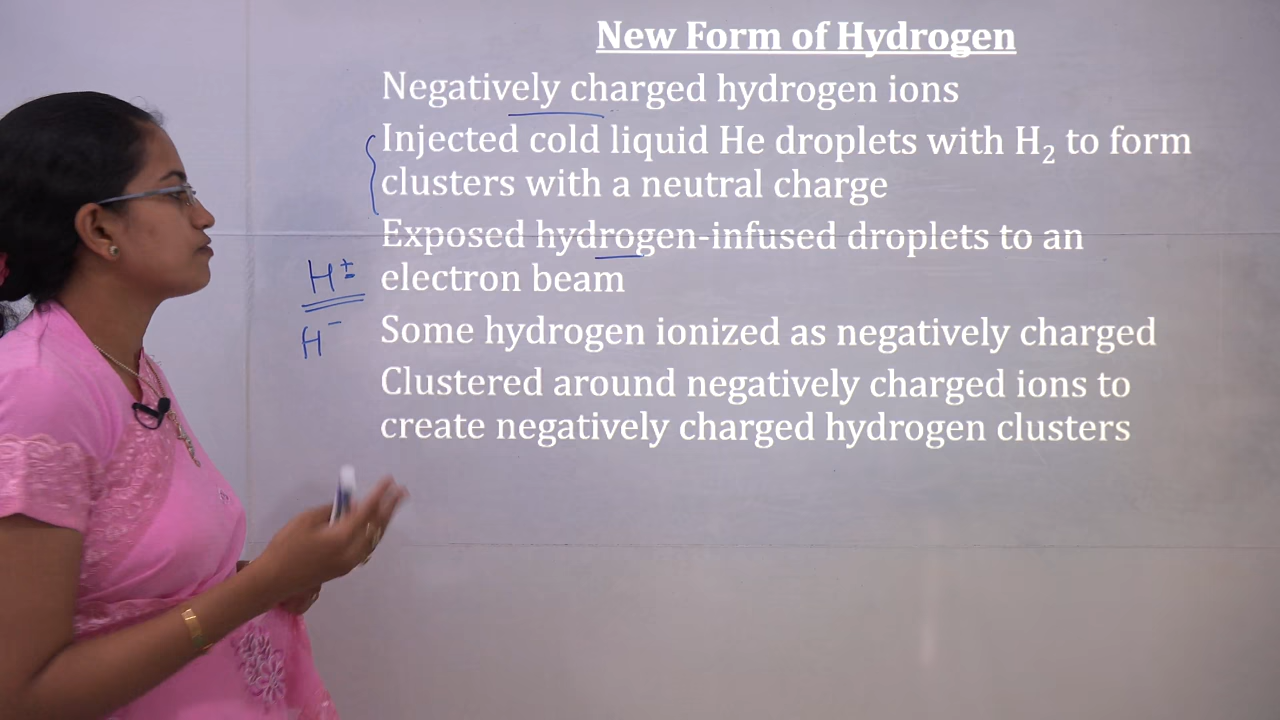 New Form of Hydrogen
Negatively charged hydrogen ions
Injected cold liquid He droplets with H₂ to form
clusters with a neutral charge
Exposed hydrogen-infused droplets to an
electron beam
H±
H⁻
Some hydrogen ionized as negatively charged
Clustered around negatively charged ions to
create negatively charged hydrogen clusters